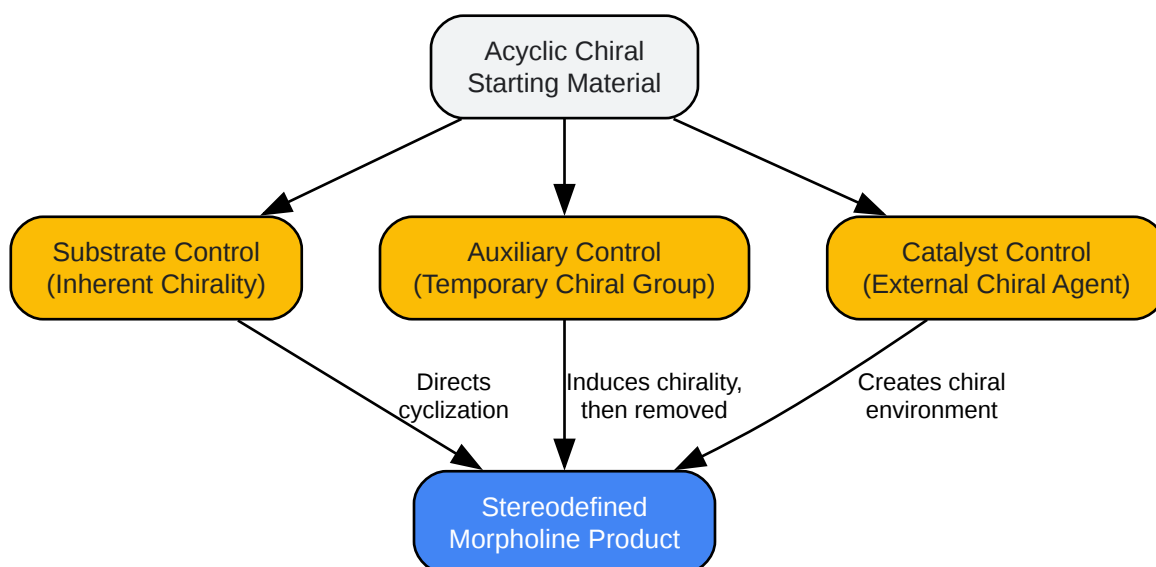 Acyclic Chiral
Starting Material
Substrate Control
(Inherent Chirality)
Auxiliary Control
(Temporary Chiral Group)
Catalyst Control
(External Chiral Agent)
Directs
cyclization
Induces chirality,
then removed
Creates chiral
environment
Stereodefined
Morpholine Product